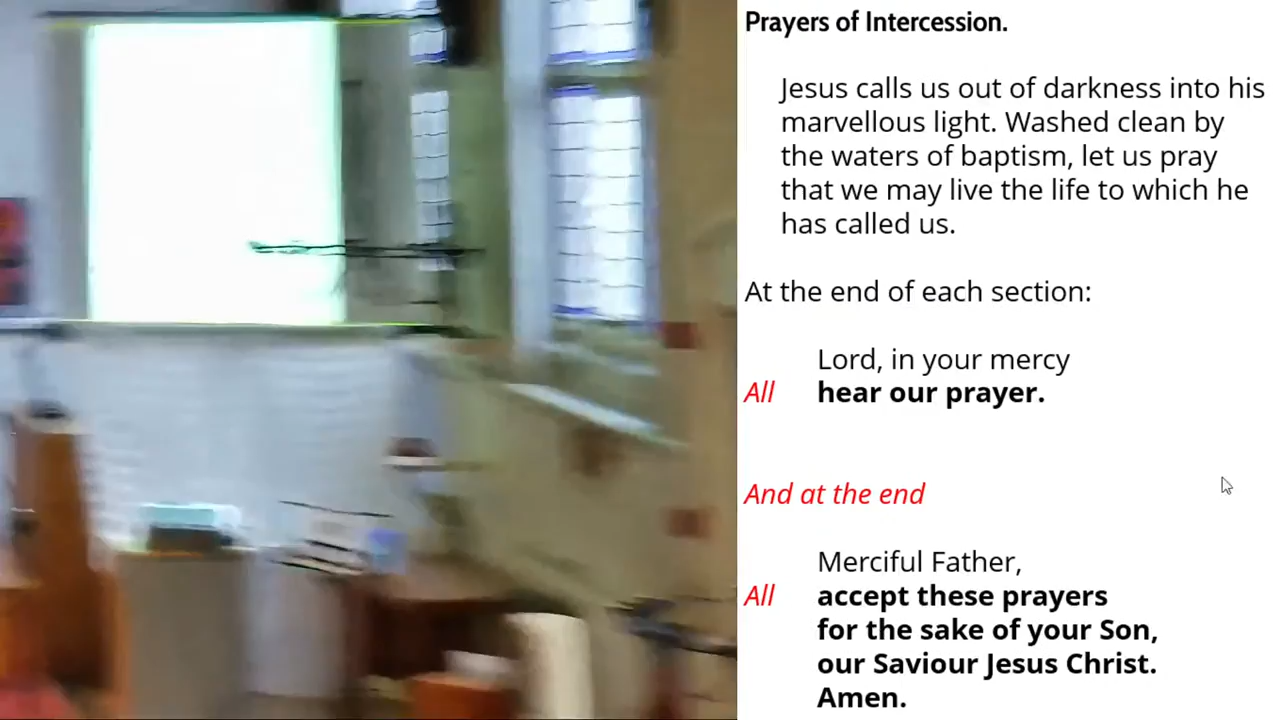 Prayers of Intercession.
Jesus calls us out of darkness into his
marvellous light. Washed clean by
the waters of baptism, let us pray
that we may live the life to which he
has called us.
At the end of each section:
Lord, in your mercy
All hear our prayer.
And at the end
Merciful Father,
All accept these prayers
for the sake of your Son,
our Saviour Jesus Christ.
Amen.